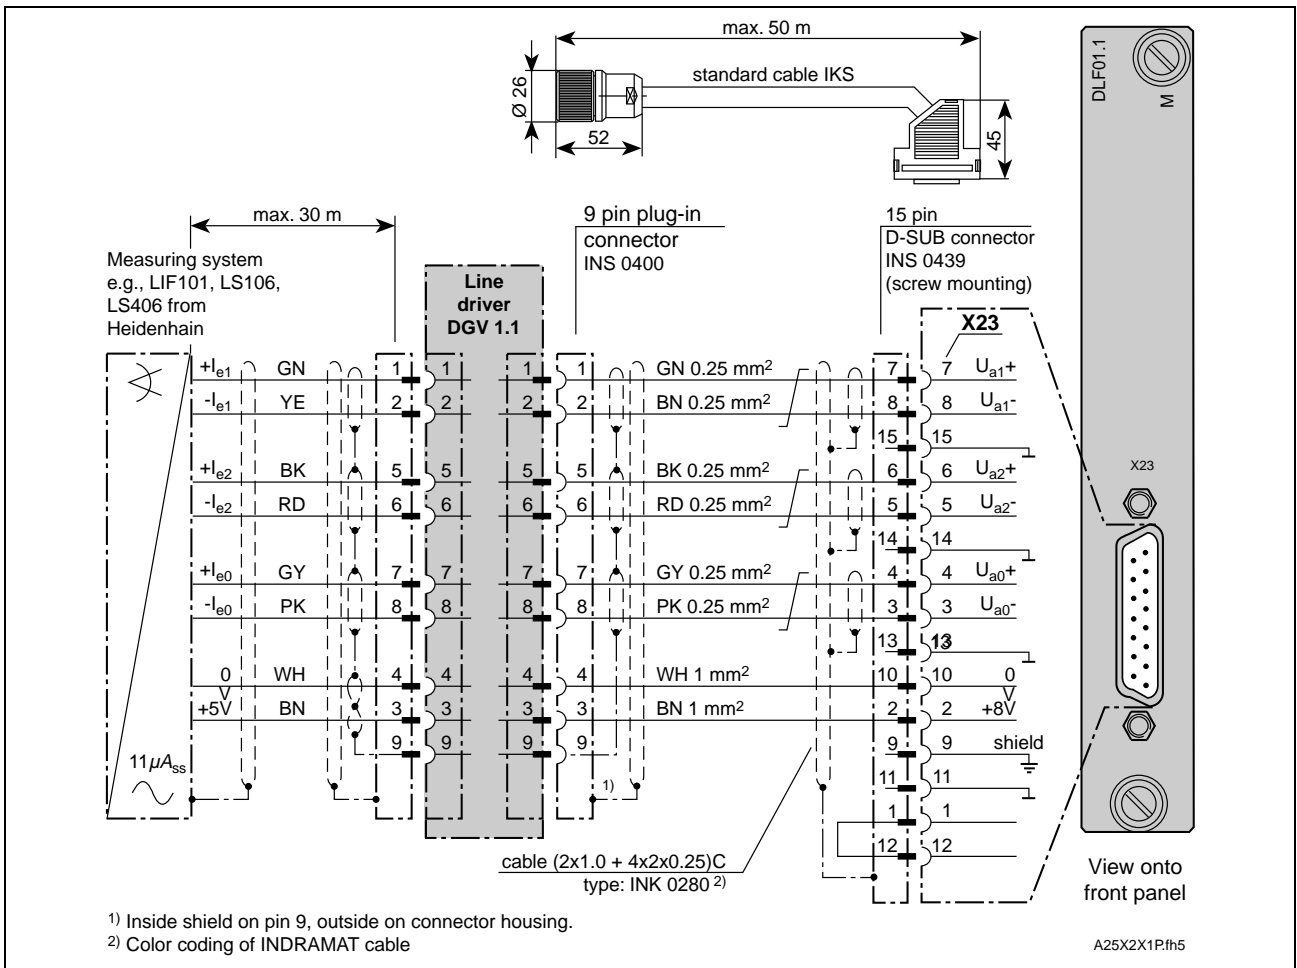 max. 50 m
standard cable IKS
Ø 26
52
45
DLF01.1
M
max. 30 m
9 pin plug-in
connector
INS 0400
15 pin
D-SUB connector
INS 0439
(screw mounting)
Measuring system
e.g., LIF101, LS106,
LS406 from
Heidenhain
Line
driver
DGV 1.1
X23
+Ie1 GN 1 1 1 1 GN 0.25 mm2 7 7 Ua1+
-Ie1 YE 2 2 2 2 BN 0.25 mm2 8 8 Ua1-
15 15
+Ie2 BK 5 5 5 5 BK 0.25 mm2 6 6 Ua2+
-Ie2 RD 6 6 6 6 RD 0.25 mm2 5 5 Ua2-
14 14
+Ie0 GY 7 7 7 7 GY 0.25 mm2 4 4 Ua0+
-Ie0 PK 8 8 8 8 PK 0.25 mm2 3 3 Ua0-
13 13
0 V WH 4 4 4 4 WH 1 mm2 10 10 0 V
+5V BN 3 3 3 3 BN 1 mm2 2 2 +8V
9 9 9 9 9 9 shield
11µAss
1)
11 11
1 1
12 12
X23
cable (2x1.0 + 4x2x0.25)C
type: INK 0280 2)
View onto
front panel
1) Inside shield on pin 9, outside on connector housing.
2) Color coding of INDRAMAT cable
A25X2X1P.fh5